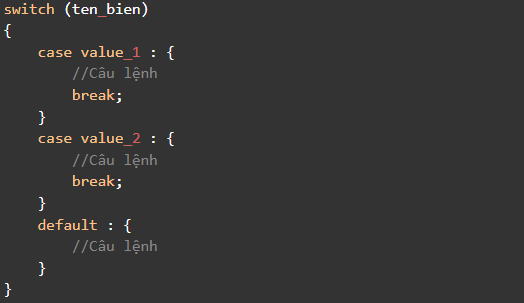 switch (ten_bien)
{
    case value_1 : {
        //Câu lệnh
        break;
    }
    case value_2 : {
        //Câu lệnh
        break;
    }
    default : {
        //Câu lệnh
    }
}